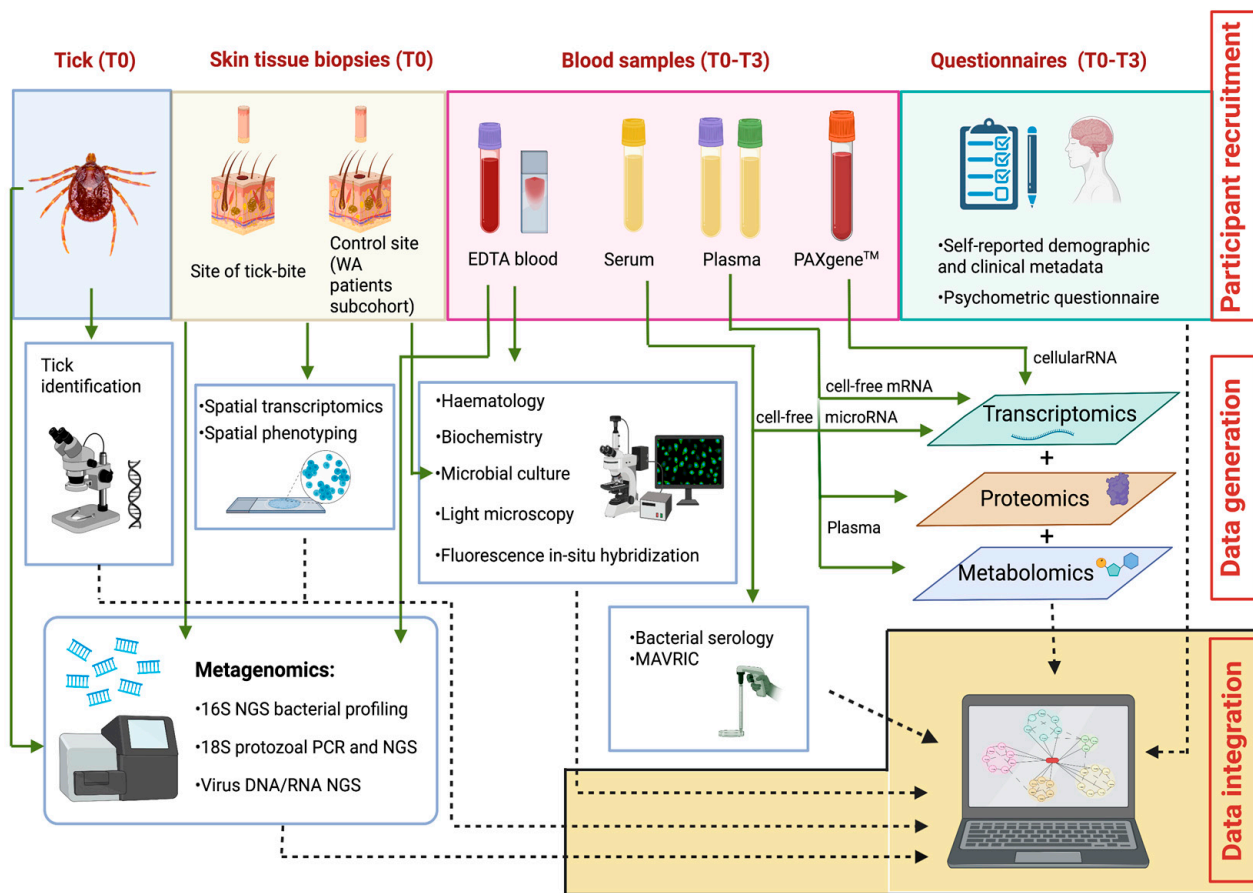 Tick (T0)
Skin tissue biopsies (T0)
Blood samples (T0-T3)
Questionnaires (T0-T3)
Participant recruitment
Site of tick-bite
Control site
(WA
patients
subcohort)
EDTA blood
Serum
Plasma
PAXgene™
•Self-reported demographic
and clinical metadata
•Psychometric questionnaire
Data generation
Tick
identification
•Spatial transcriptomics
•Spatial phenotyping
•Haematology
•Biochemistry
•Microbial culture
•Light microscopy
•Fluorescence in-situ hybridization
cellularRNA
cell-free mRNA
cell-free microRNA
Transcriptomics
+
Proteomics
Plasma
+
Metabolomics
•Bacterial serology
•MAVRIC
Metagenomics:
•16S NGS bacterial profiling
•18S protozoal PCR and NGS
•Virus DNA/RNA NGS
Data integration